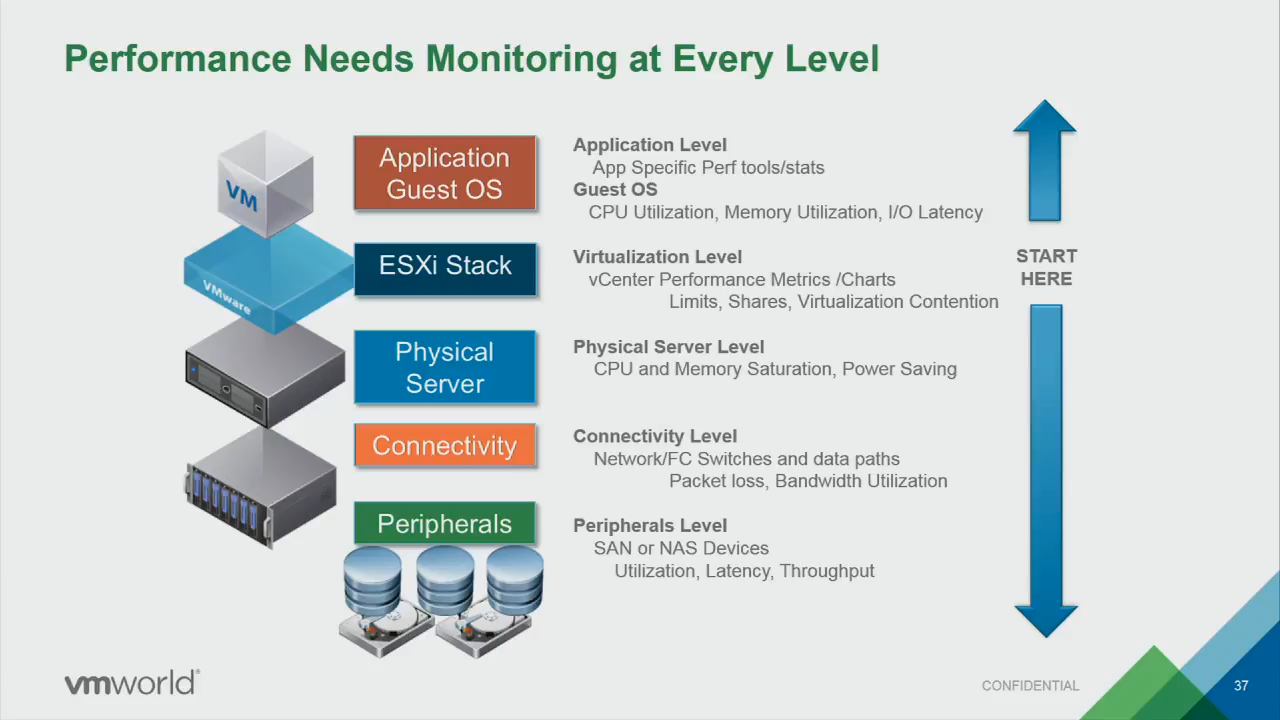 Performance Needs Monitoring at Every Level
VM
VMware
Application
Guest OS
Application Level
App Specific Perf tools/stats
Guest OS
CPU Utilization, Memory Utilization, I/O Latency
ESXi Stack
Virtualization Level
vCenter Performance Metrics /Charts
Limits, Shares, Virtualization Contention
START
HERE
Physical
Server
Physical Server Level
CPU and Memory Saturation, Power Saving
Connectivity
Connectivity Level
Network/FC Switches and data paths
Packet loss, Bandwidth Utilization
Peripherals
Peripherals Level
SAN or NAS Devices
Utilization, Latency, Throughput
vmworld®
CONFIDENTIAL
37